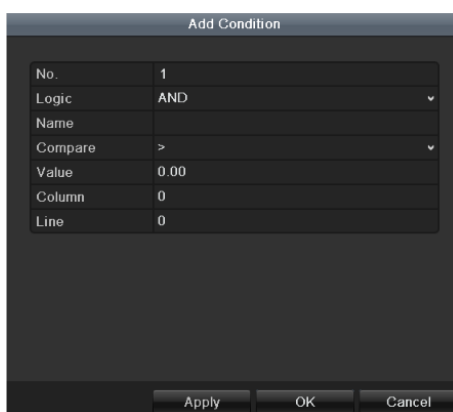 Add Condition
No. 1
Logic AND
Name
Compare >
Value 0.00
Column 0
Line 0
Apply OK Cancel